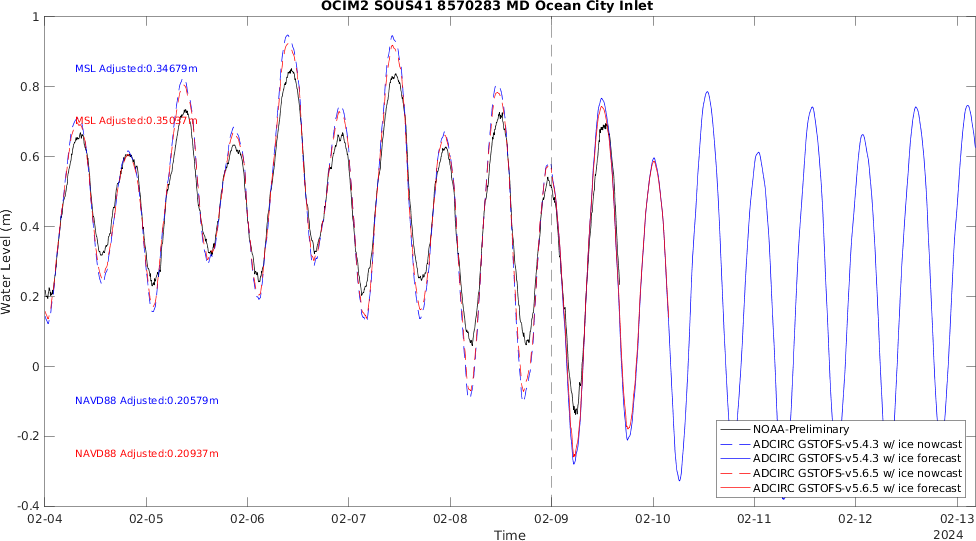 OCIM2 SOUS41 8570283 MD Ocean City Inlet
1
0.8
0.6
0.4
0.2
0
-0.2
-0.4
Water Level (m)
MSL Adjusted:0.34679m
MSL Adjusted:
NAVD88 Adjusted:0.20579m
NAVD88 Adjusted:0.20937m
NOAA-Preliminary
ADCIRC GSTOFS-v5.4.3 w/ ice nowcast
ADCIRC GSTOFS-v5.4.3 w/ ice forecast
ADCIRC GSTOFS-v5.6.5 w/ ice nowcast
ADCIRC GSTOFS-v5.6.5 w/ ice forecast
02-04 02-05 02-06 02-07 02-08 02-09 02-10 02-11 02-12 02-13
Time
2024